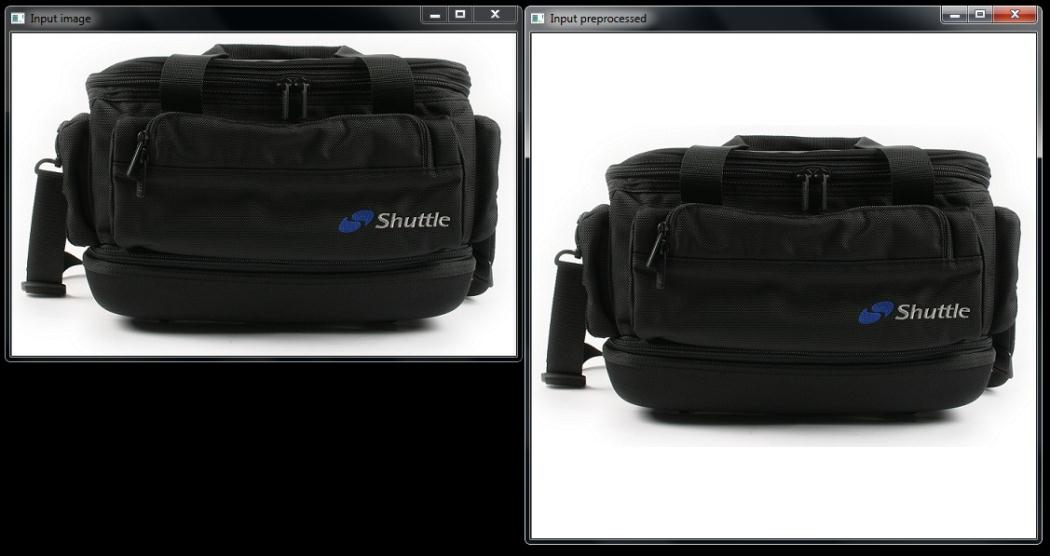 Input image
Input preprocessed
Shuttle
Shuttle